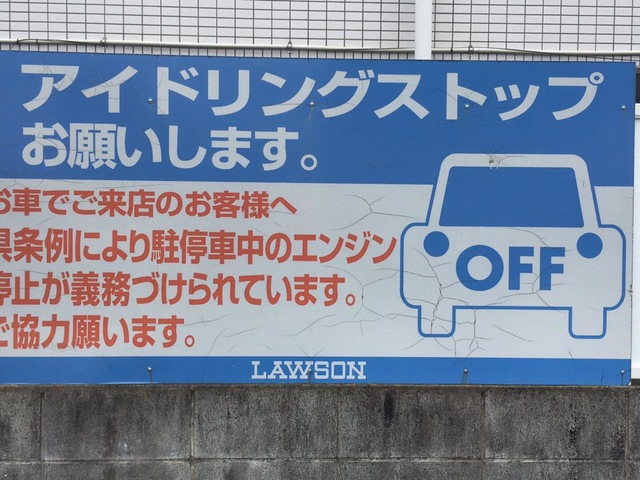 アイドリングストップ
お願いします。
お車でご来店のお客様へ
県条例により駐停車中のエンジン
停止が義務づけられています。
ご協力願います。
OFF
LAWSON